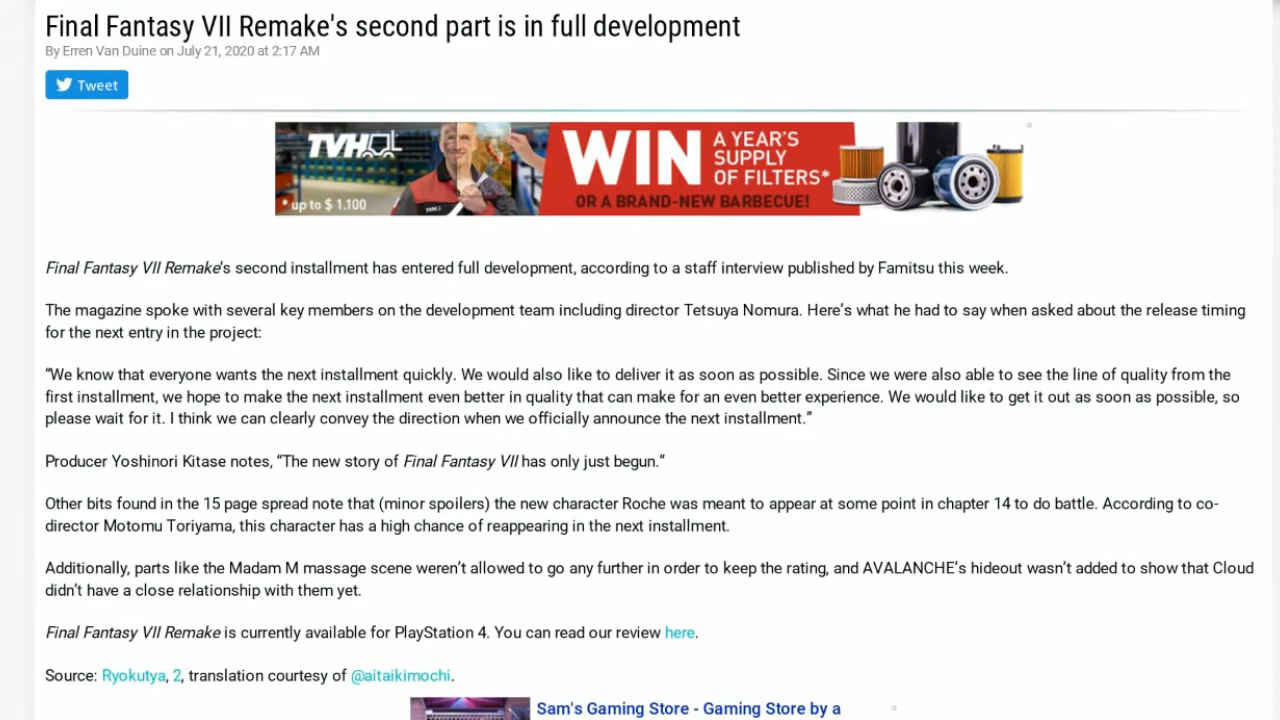 Final Fantasy VII Remake's second part is in full development
By Erren Van Duine on July 21, 2020 at 2:17 AM
Tweet
TVH
* up to $ 1.100
WIN
A YEAR'S
SUPPLY
OF FILTERS*
OR A BRAND-NEW BARBECUE!
Final Fantasy VII Remake's second installment has entered full development, according to a staff interview published by Famitsu this week.
The magazine spoke with several key members on the development team including director Tetsuya Nomura. Here's what he had to say when asked about the release timing
for the next entry in the project:
"We know that everyone wants the next installment quickly. We would also like to deliver it as soon as possible. Since we were also able to see the line of quality from the
first installment, we hope to make the next installment even better in quality that can make for an even better experience. We would like to get it out as soon as possible, so
please wait for it. I think we can clearly convey the direction when we officially announce the next installment."
Producer Yoshinori Kitase notes, "The new story of Final Fantasy VII has only just begun."
Other bits found in the 15 page spread note that (minor spoilers) the new character Roche was meant to appear at some point in chapter 14 to do battle. According to co-
director Motomu Toriyama, this character has a high chance of reappearing in the next installment.
Additionally, parts like the Madam M massage scene weren't allowed to go any further in order to keep the rating, and AVALANCHE's hideout wasn't added to show that Cloud
didn't have a close relationship with them yet.
Final Fantasy VII Remake is currently available for PlayStation 4. You can read our review here.
Source: Ryokutya, 2, translation courtesy of @aitaikimochi.
Sam's Gaming Store - Gaming Store by a